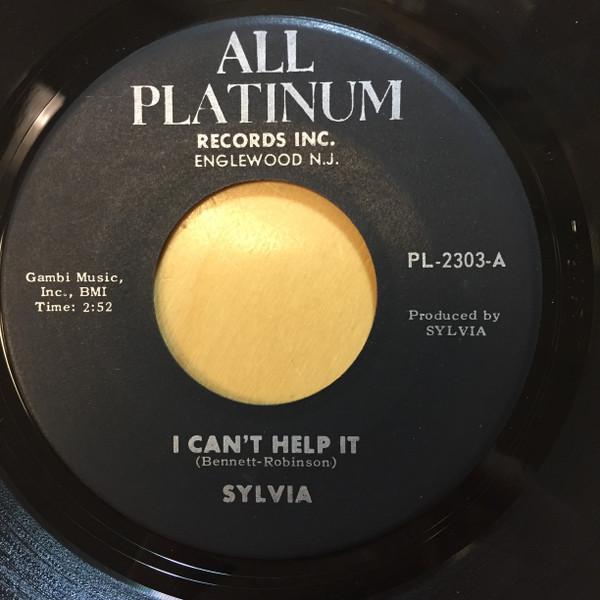 ALL
PLATINUM
RECORDS INC.
ENGLEWOOD N.J.
Gambi Music,
Inc., BMI
Time: 2:52
PL-2303-A
Produced by
SYLVIA
I CAN'T HELP IT
(Bennett-Robinson)
SYLVIA